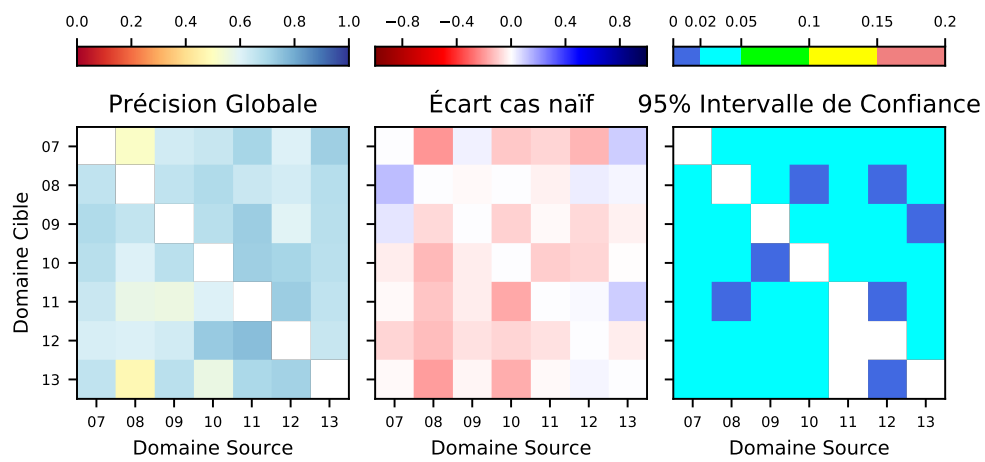 0.0 0.2 0.4 0.6 0.8 1.0
−0.8 −0.4 0.0 0.4 0.8
0 0.02 0.05 0.1 0.15 0.2
Précision Globale
Écart cas naïf
95% Intervalle de Confiance
Domaine Cible
07
08
09
10
11
12
13
07 08 09 10 11 12 13
07 08 09 10 11 12 13
07 08 09 10 11 12 13
Domaine Source
Domaine Source
Domaine Source